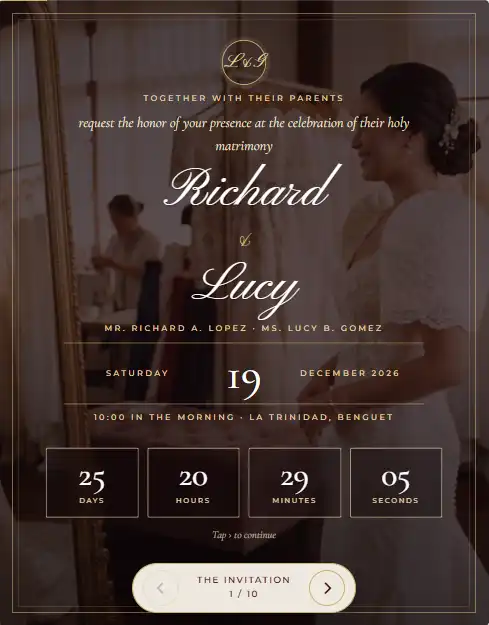 L & G
TOGETHER WITH THEIR PARENTS
request the honor of your presence at the celebration of their holy
matrimony
Richard
&
Lucy
MR. RICHARD A. LOPEZ · MS. LUCY B. GOMEZ
SATURDAY 19 DECEMBER 2026
10:00 IN THE MORNING · LA TRINIDAD, BENGUET
25 20 29 05
DAYS HOURS MINUTES SECONDS
Tap › to continue
THE INVITATION
1 / 10